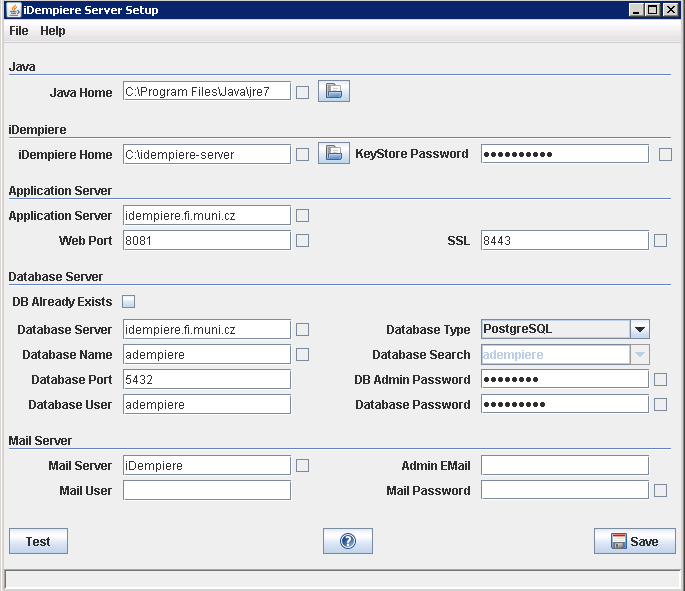 iDempiere Server Setup
File Help
Java
Java Home C:\Program Files\Java\jre7
iDempiere
iDempiere Home C:\idempiere-server KeyStore Password ••••••••••
Application Server
Application Server idempiere.fi.muni.cz
Web Port 8081 SSL 8443
Database Server
DB Already Exists
Database Server idempiere.fi.muni.cz Database Type PostgreSQL
Database Name adempiere Database Search adempiere
Database Port 5432 DB Admin Password ••••••••
Database User adempiere Database Password •••••••••
Mail Server
Mail Server iDempiere Admin EMail
Mail User Mail Password
Test ? Save